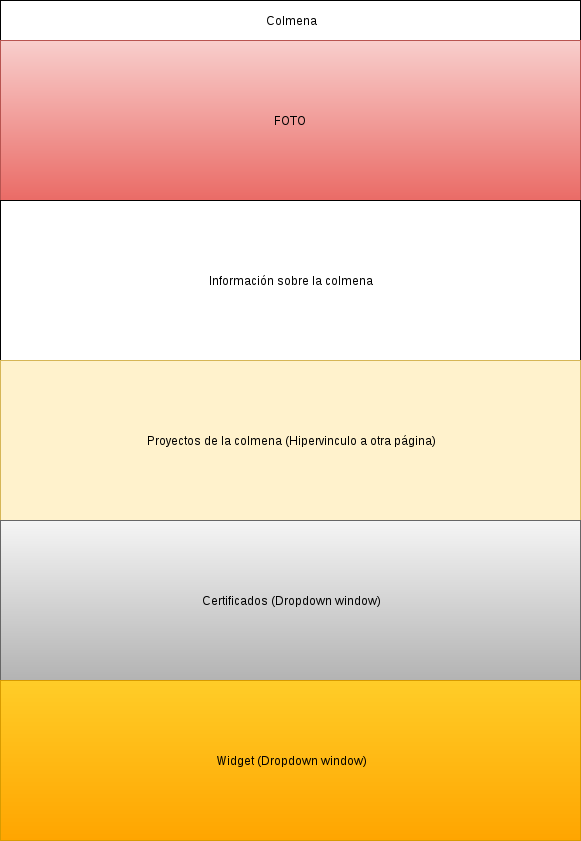 Colmena
FOTO
Información sobre la colmena
Proyectos de la colmena (Hipervinculo a otra página)
Certificados (Dropdown window)
Widget (Dropdown window)